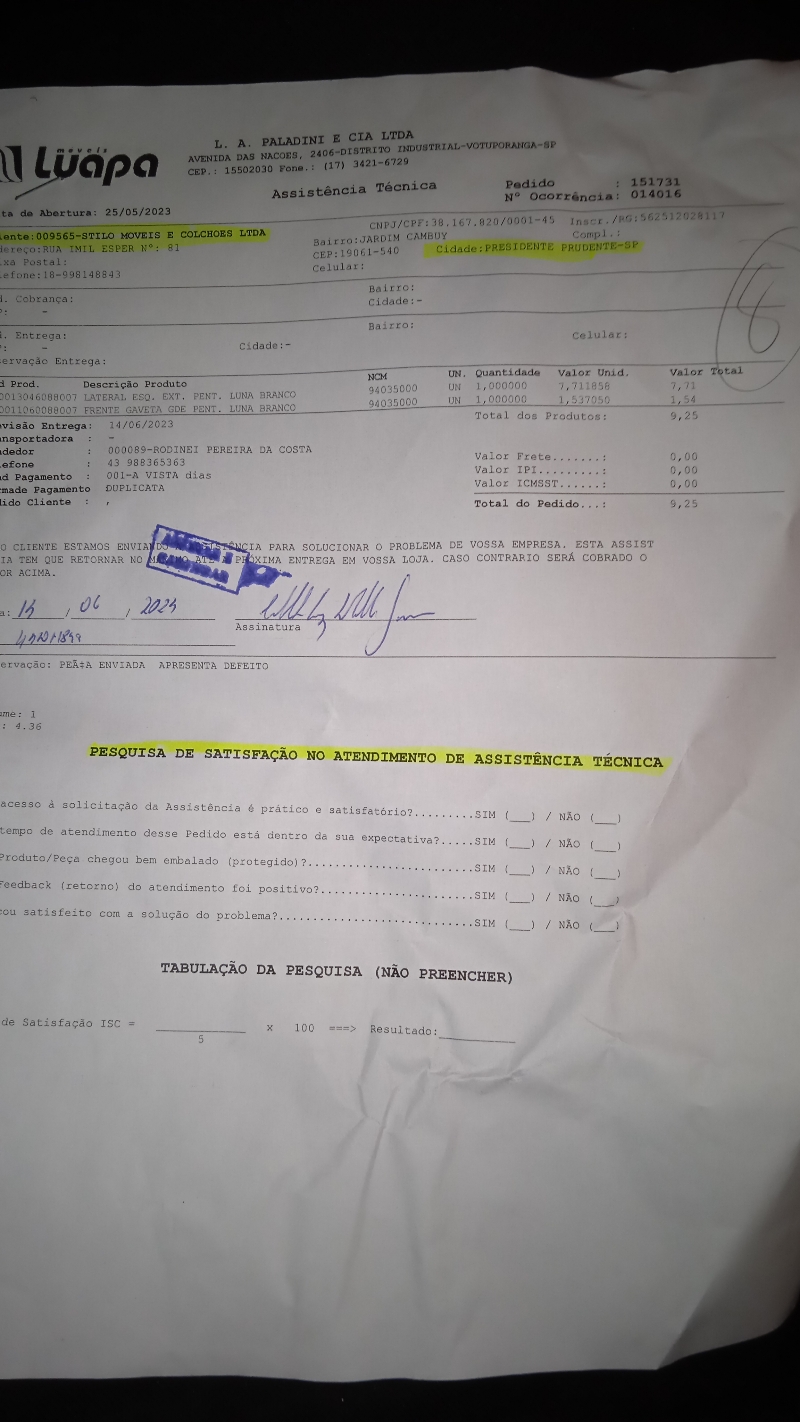 moveis
Luapa
L. A. PALADINI E CIA LTDA
AVENIDA DAS NACOES, 2406-DISTRITO INDUSTRIAL-VOTUPORANGA-SP
CEP.: 15502030 Fone.: (17) 3421-6729
Assistência Técnica
Pedido : 151731
Nº Ocorrência: 014016
ta de Abertura: 25/05/2023
iente:009565-STILO MOVEIS E COLCHOES LTDA
CNPJ/CPF:38.167.820/0001-45 Inscr./RG:562512028117
dereço:RUA IMIL ESPER Nº: 81
Bairro:JARDIM CAMBUY Compl.:
ixa Postal:
CEP:19061-540 Cidade:PRESIDENTE PRUDENTE-SP
lefone:18-998148843
Celular:
d. Cobrança:
Bairro:
P: -
Cidade:-
d. Entrega:
Bairro:
P: - Cidade:-
Celular:
servação Entrega:
d Prod. Descrição Produto NCM UN. Quantidade Valor Unid. Valor Total
0013046088007 LATERAL ESQ. EXT. PENT. LUNA BRANCO 94035000 UN 1,000000 7,711858 7,71
0011060088007 FRENTE GAVETA GDE PENT. LUNA BRANCO 94035000 UN 1,000000 1,537050 1,54
evisão Entrega: 14/06/2023
Total dos Produtos: 9,25
ansportadora : -
ndedor : 000089-RODINEI PEREIRA DA COSTA
Valor Frete.......: 0,00
lefone : 43 988365363
Valor IPI.........: 0,00
nd Pagamento : 001-A VISTA dias
Valor ICMSST......: 0,00
rmade Pagamento DUPLICATA
dido Cliente : ,
Total do Pedido...: 9,25
O CLIENTE ESTAMOS ENVIANDO PARA SOLUCIONAR O PROBLEMA DE VOSSA EMPRESA. ESTA ASSIST
IA TEM QUE RETORNAR NO ATÉ A PRÓXIMA ENTREGA EM VOSSA LOJA. CASO CONTRARIO SERÁ COBRADO O
OR ACIMA.
a: 14 / 06 / 2023
Assinatura
ervação: PEÃ‡A ENVIADA APRESENTA DEFEITO
ume: 1
: 4.36
PESQUISA DE SATISFAÇÃO NO ATENDIMENTO DE ASSISTÊNCIA TÉCNICA
acesso à solicitação da Assistência é prático e satisfatório?.........SIM (___) / NÃO (___)
tempo de atendimento desse Pedido está dentro da sua expectativa?.....SIM (___) / NÃO (___)
Produto/Peça chegou bem embalado (protegido)?.........................SIM (___) / NÃO (___)
Feedback (retorno) do atendimento foi positivo?.......................SIM (___) / NÃO (___)
cou satisfeito com a solução do problema?.............................SIM (___) / NÃO (___)
TABULAÇÃO DA PESQUISA (NÃO PREENCHER)
de Satisfação ISC = ____________ x 100 ===> Resultado:__________
5